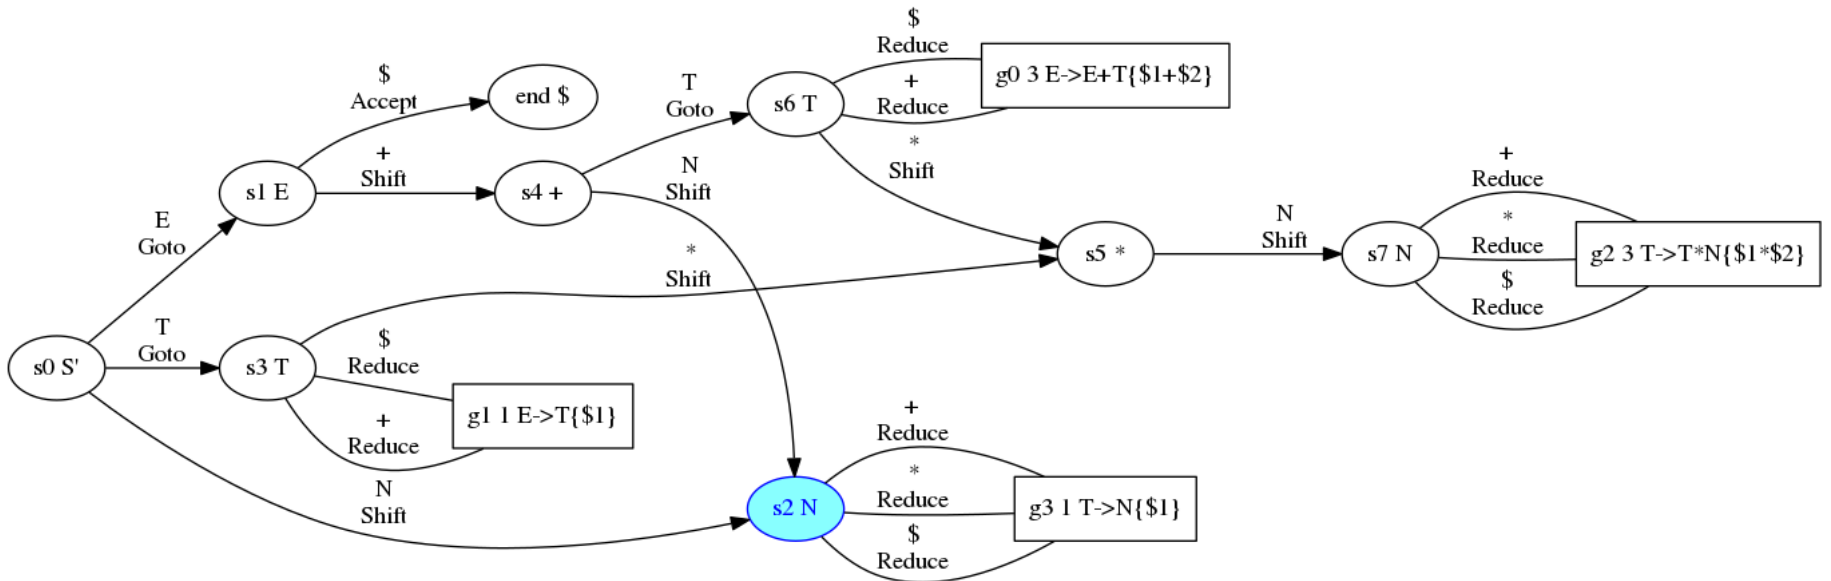 $
Reduce
g0 3 E->E+T{$1+$2}
+
Reduce
s6 T
$
Accept
end $
T
Goto
*
Shift
+
Shift
s1 E
s4 +
N
Shift
+
Reduce
E
Goto
*
Shift
s5 *
N
Shift
s7 N
*
Reduce
g2 3 T->T*N{$1*$2}
$
Reduce
T
Goto
s0 S'
s3 T
$
Reduce
g1 1 E->T{$1}
+
Reduce
N
Shift
+
Reduce
s2 N
*
Reduce
g3 1 T->N{$1}
$
Reduce